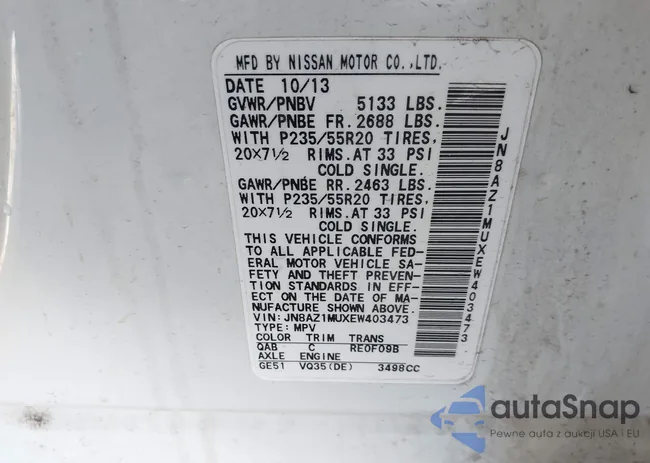 MFD BY NISSAN MOTOR CO.,LTD.
DATE 10/13
GVWR/PNBV 5133 LBS.
GAWR/PNBE FR. 2688 LBS.
WITH P235/55R20 TIRES,
20X7½ RIMS.AT 33 PSI
COLD SINGLE.
GAWR/PNBE RR. 2463 LBS.
WITH P235/55R20 TIRES,
20X7½ RIMS.AT 33 PSI
COLD SINGLE.
THIS VEHICLE CONFORMS
TO ALL APPLICABLE FED-
ERAL MOTOR VEHICLE SA-
FETY AND THEFT PREVEN-
TION STANDARDS IN EFF-
ECT ON THE DATE OF MA-
NUFACTURE SHOWN ABOVE.
VIN: JN8AZ1MUXEW403473
TYPE: MPV
COLOR TRIM TRANS
QAB C RE0F09B
AXLE ENGINE
GE51 VQ35(DE) 3498CC
JN8AZ1MUXEW403473
autaSnap
Pewne auta z aukcji USA i EU